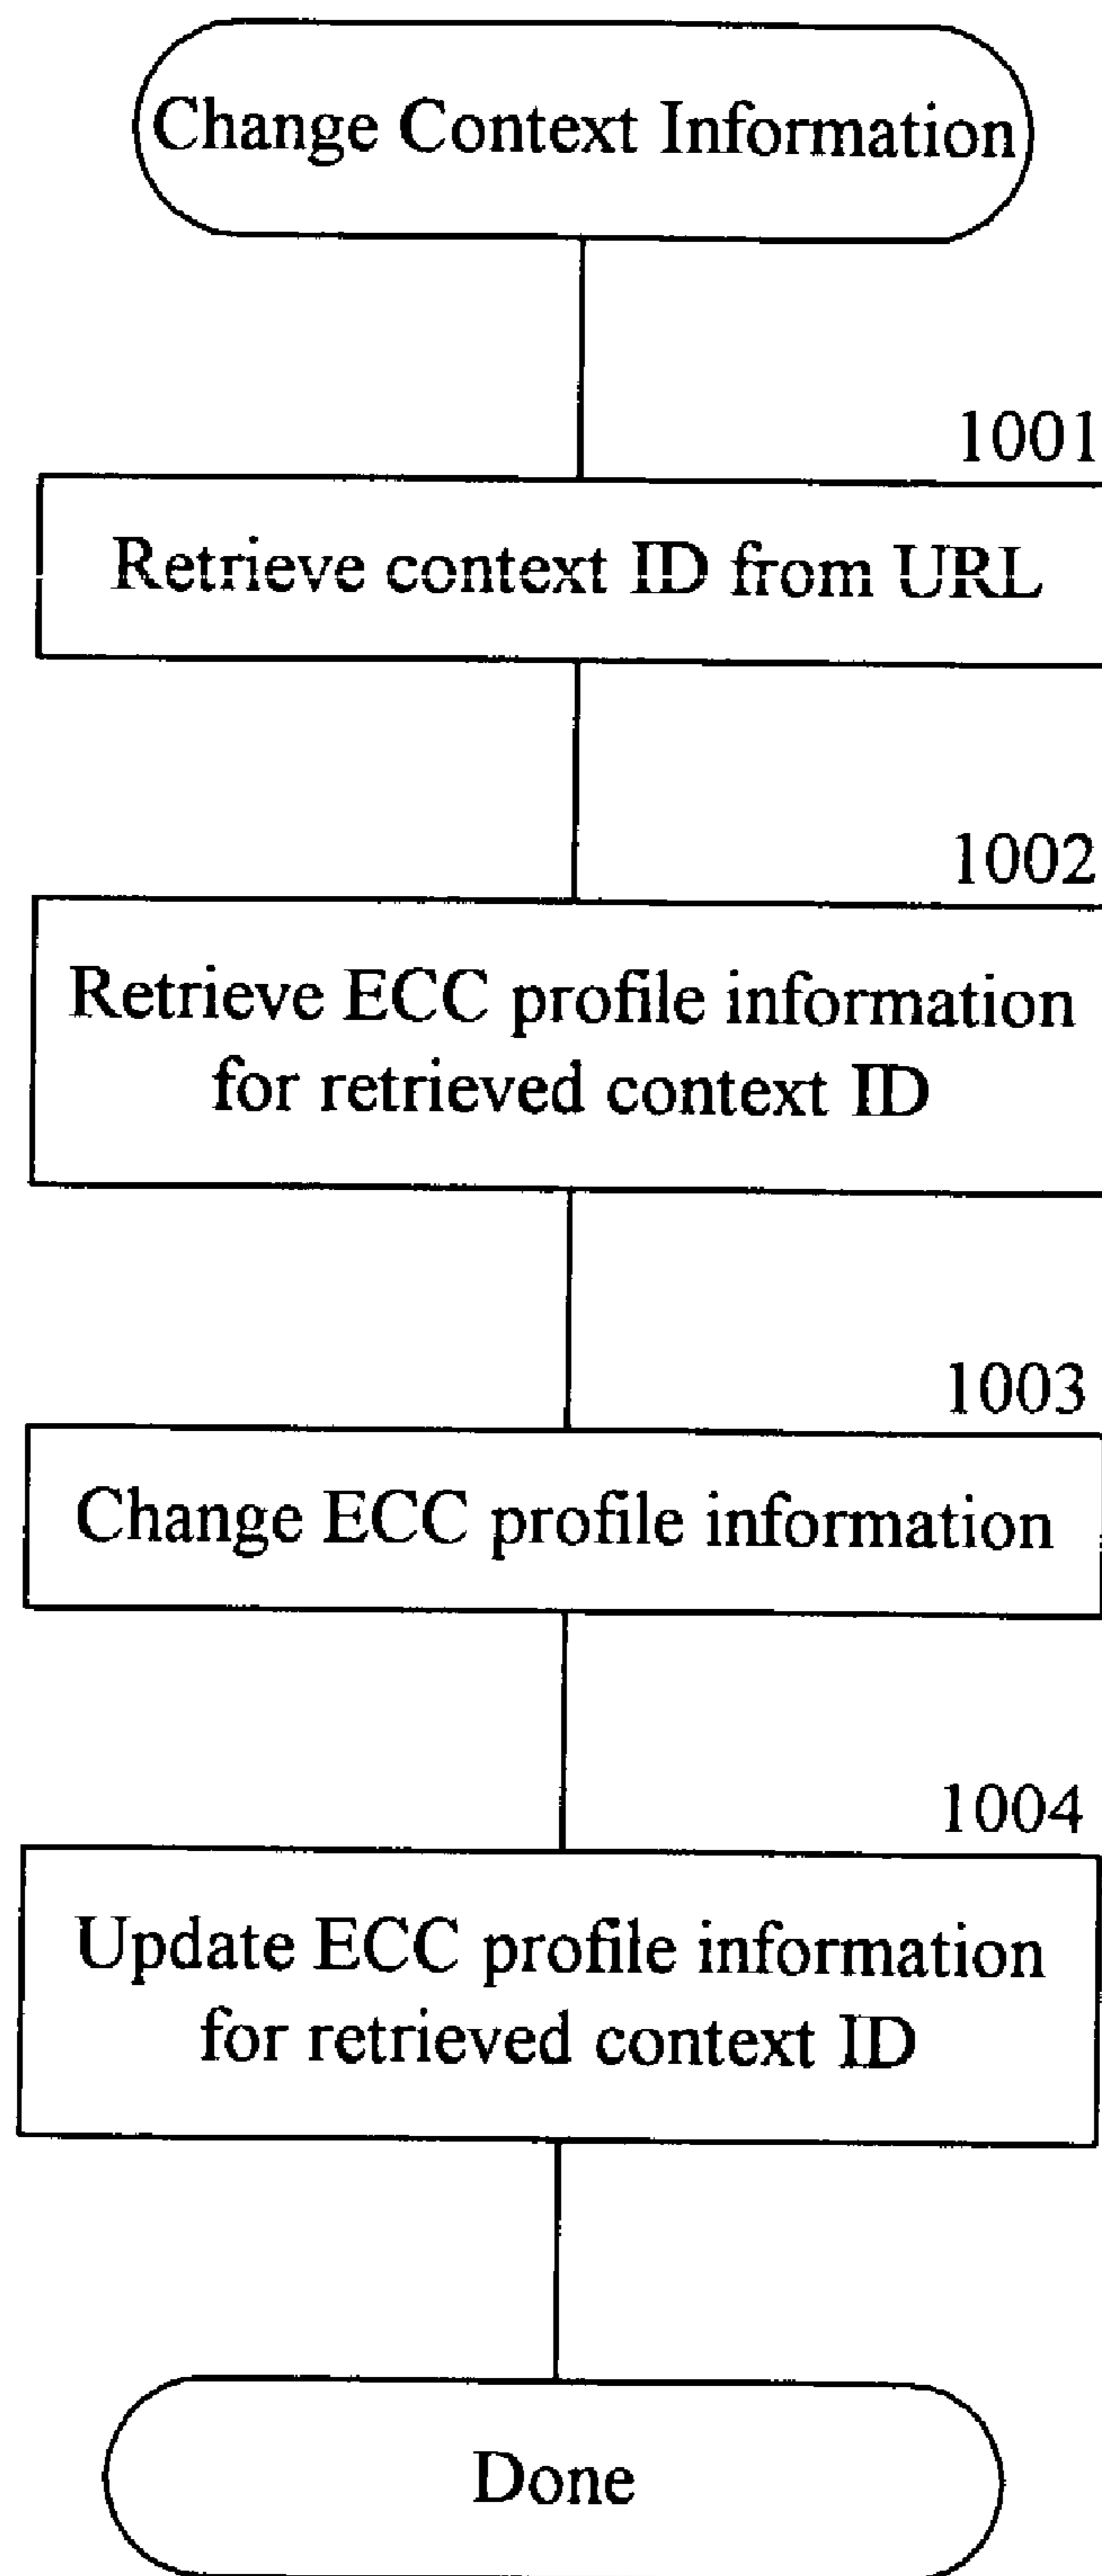 Change Context Information
1001
Retrieve context ID from URL
1002
Retrieve ECC profile information
for retrieved context ID
1003
Change ECC profile information
1004
Update ECC profile information
for retrieved context ID
Done